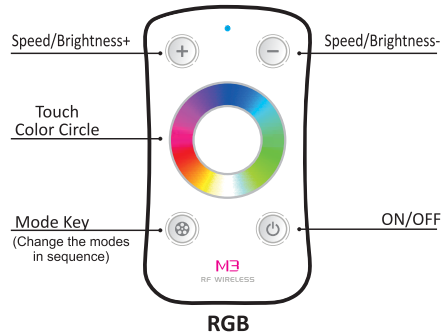 Speed/Brightness+
Speed/Brightness-
Touch
Color Circle
Mode Key
(Change the modes
in sequence)
ON/OFF
M3
RF WIRELESS
RGB